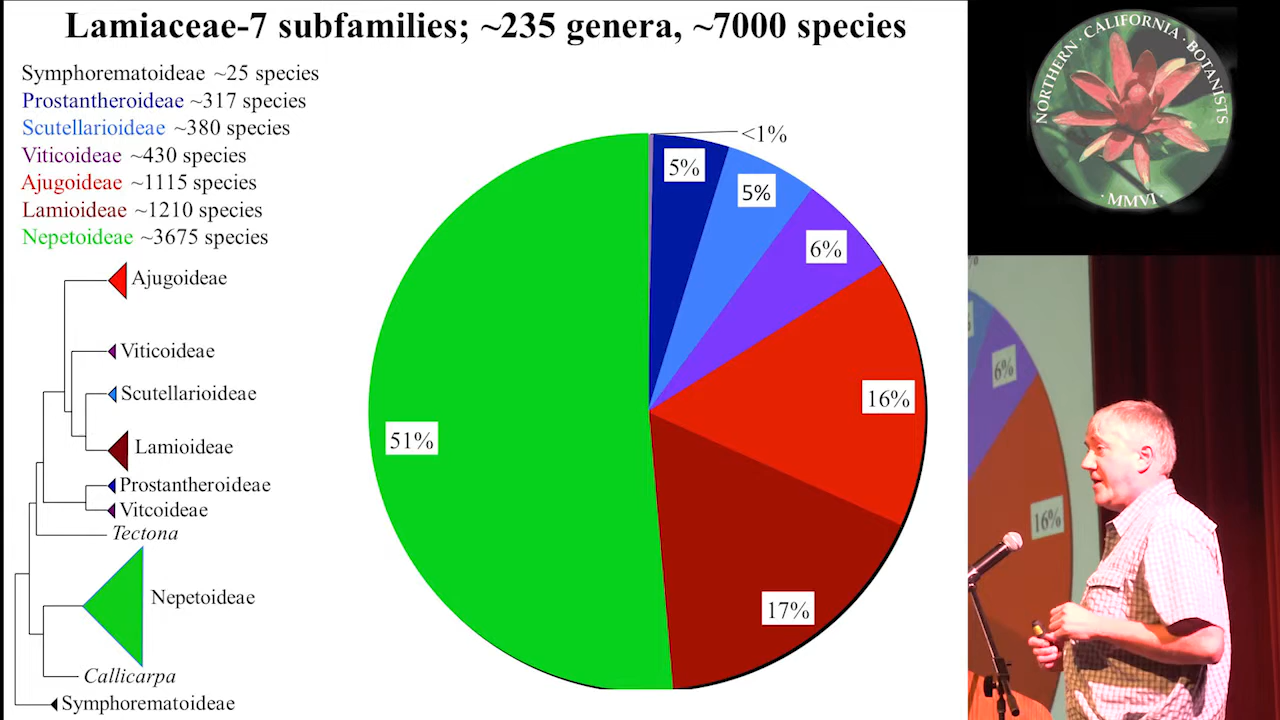 Lamiaceae-7 subfamilies; ~235 genera, ~7000 species
Symphorematoideae ~25 species
Prostantheroideae ~317 species
Scutellarioideae ~380 species
Viticoideae ~430 species
Ajugoideae ~1115 species
Lamioideae ~1210 species
Nepetoideae ~3675 species
Ajugoideae
Viticoideae
Scutellarioideae
Lamioideae
Prostantheroideae
Vitcoideae
Tectona
Nepetoideae
Callicarpa
Symphorematoideae
<1%
5%
5%
6%
16%
17%
51%
NORTHERN · CALIFORNIA · BOTANISTS
· MMVI ·
6%
16%